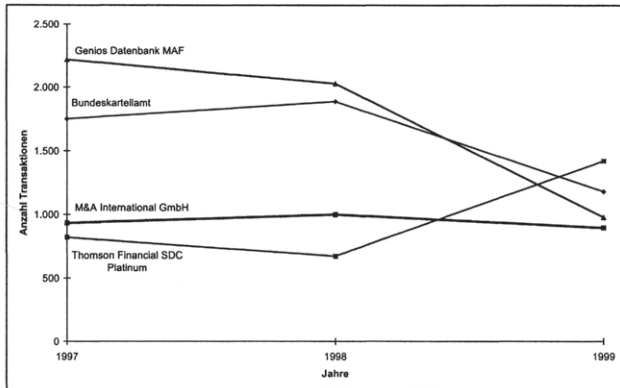 2.500
Genios Datenbank MAF
2.000
Bundeskartellamt
1.500
Anzahl Transaktionen
M&A International GmbH
1.000
Thomson Financial SDC
Platinum
500
0
1997
1998
1999
Jahre